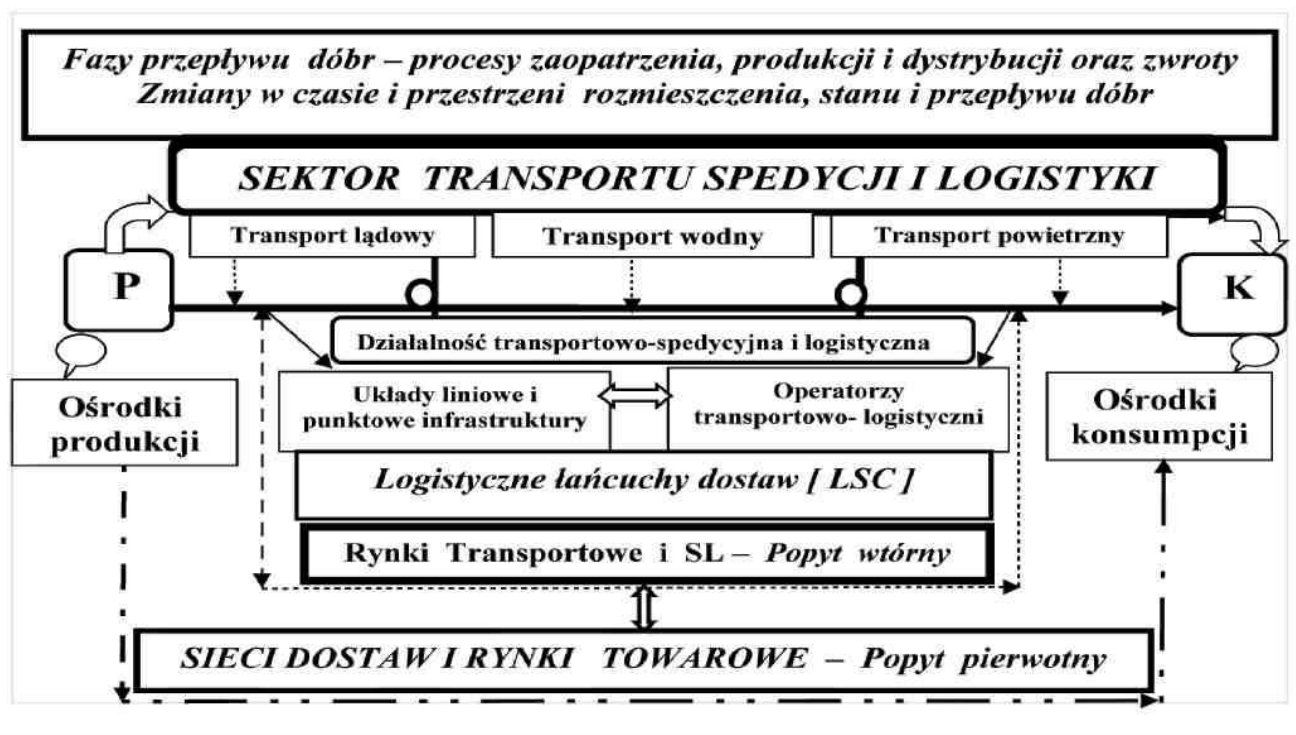 Fazy przepływu dóbr – procesy zaopatrzenia, produkcji i dystrybucji oraz zwroty
Zmiany w czasie i przestrzeni rozmieszczenia, stanu i przepływu dóbr
SEKTOR TRANSPORTU SPEDYCJI I LOGISTYKI
Transport lądowy
Transport wodny
Transport powietrzny
P
K
Działalność transportowo-spedycyjna i logistyczna
Ośrodki
produkcji
Układy liniowe i
punktowe infrastruktury
Operatorzy
transportowo- logistyczni
Ośrodki
konsumpcji
Logistyczne łańcuchy dostaw [ LSC ]
Rynki Transportowe i SL – Popyt wtórny
SIECI DOSTAW I RYNKI TOWAROWE – Popyt pierwotny